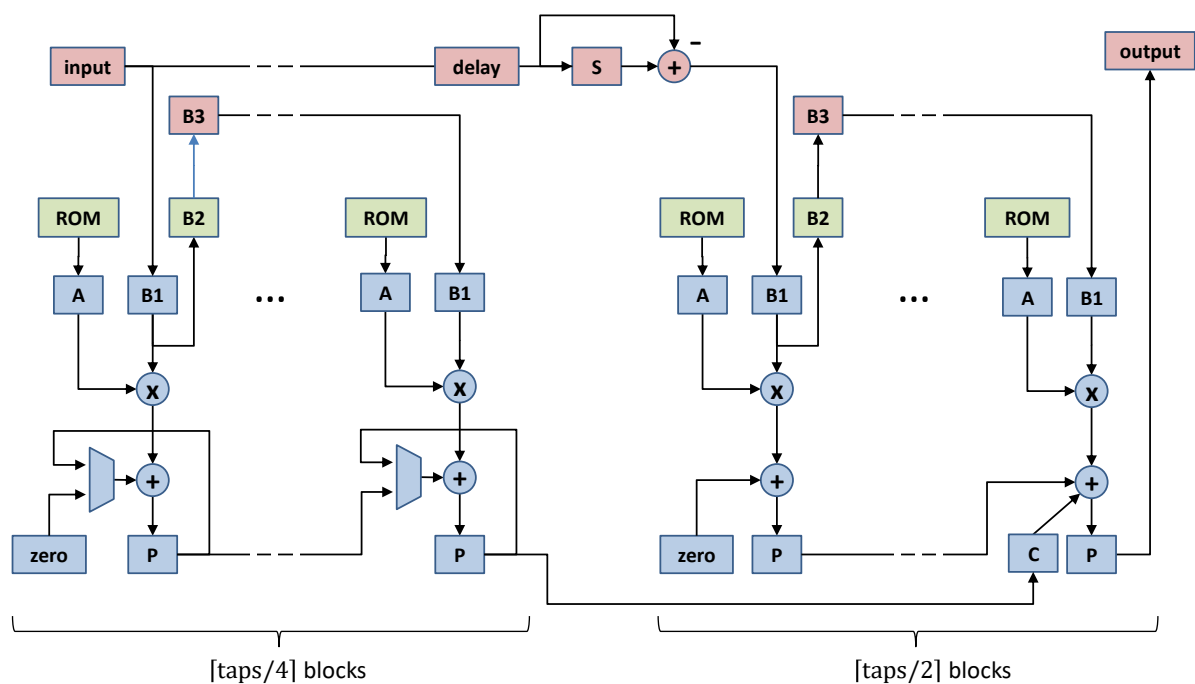 input
delay
S
+
−
output
B3
B3
ROM
B2
ROM
ROM
B2
ROM
A
B1
...
A
B1
A
B1
...
A
B1
x
x
x
x
+
+
+
+
zero
P
P
zero
P
C
P
⌈taps/4⌉ blocks
⌈taps/2⌉ blocks